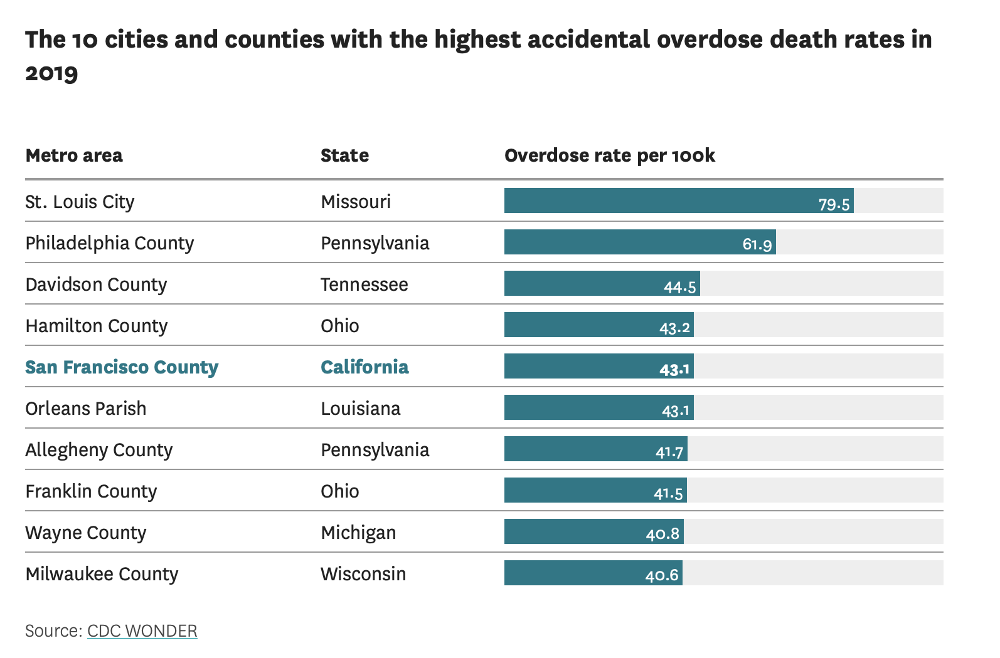 The 10 cities and counties with the highest accidental overdose death rates in
2019
Metro area State Overdose rate per 100k
St. Louis City Missouri 79.5
Philadelphia County Pennsylvania 61.9
Davidson County Tennessee 44.5
Hamilton County Ohio 43.2
San Francisco County California 43.1
Orleans Parish Louisiana 43.1
Allegheny County Pennsylvania 41.7
Franklin County Ohio 41.5
Wayne County Michigan 40.8
Milwaukee County Wisconsin 40.6
Source: CDC WONDER